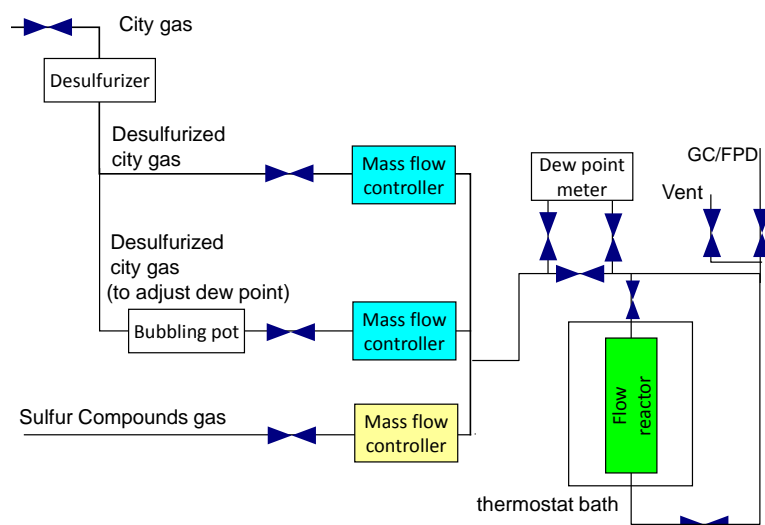 City gas
Desulfurizer
Desulfurized
city gas
Mass flow
controller
Dew point
meter
GC/FPD
Vent
Desulfurized
city gas
(to adjust dew point)
Bubbling pot
Mass flow
controller
Sulfur Compounds gas
Mass flow
controller
Flow
reactor
thermostat bath